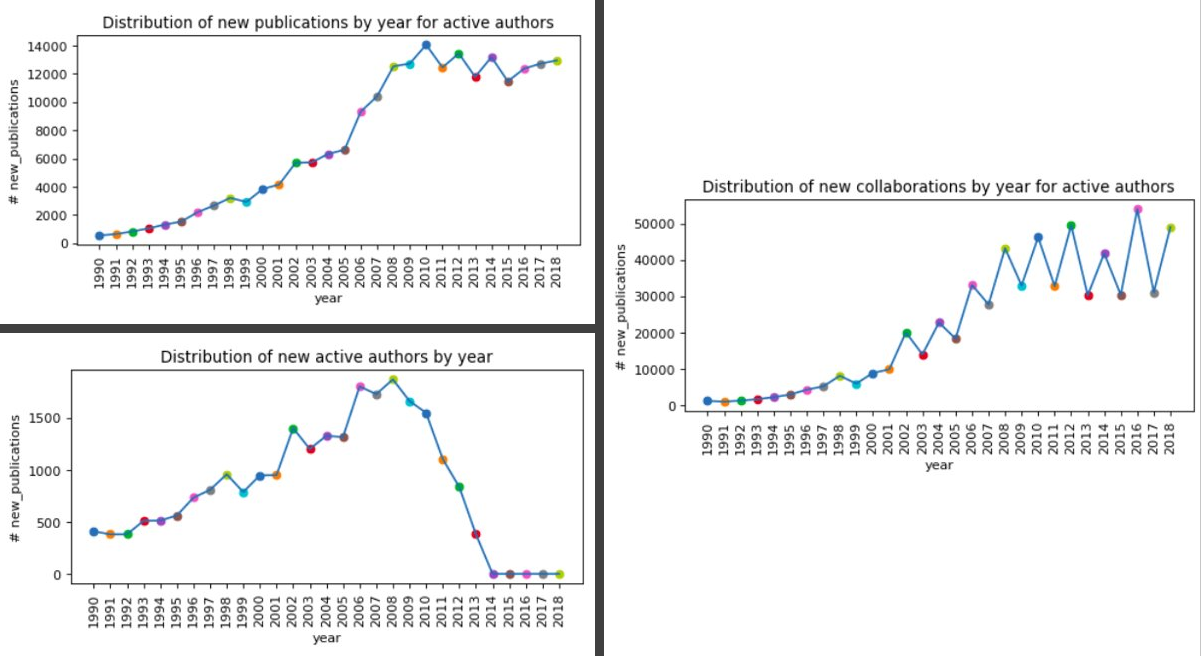 Distribution of new publications by year for active authors
# new_publications
14000
12000
10000
8000
6000
4000
2000
0
1990 1991 1992 1993 1994 1995 1996 1997 1998 1999 2000 2001 2002 2003 2004 2005 2006 2007 2008 2009 2010 2011 2012 2013 2014 2015 2016 2017 2018
year
Distribution of new active authors by year
# new_publications
1500
1000
500
0
1990 1991 1992 1993 1994 1995 1996 1997 1998 1999 2000 2001 2002 2003 2004 2005 2006 2007 2008 2009 2010 2011 2012 2013 2014 2015 2016 2017 2018
year
Distribution of new collaborations by year for active authors
# new_publications
50000
40000
30000
20000
10000
0
1990 1991 1992 1993 1994 1995 1996 1997 1998 1999 2000 2001 2002 2003 2004 2005 2006 2007 2008 2009 2010 2011 2012 2013 2014 2015 2016 2017 2018
year